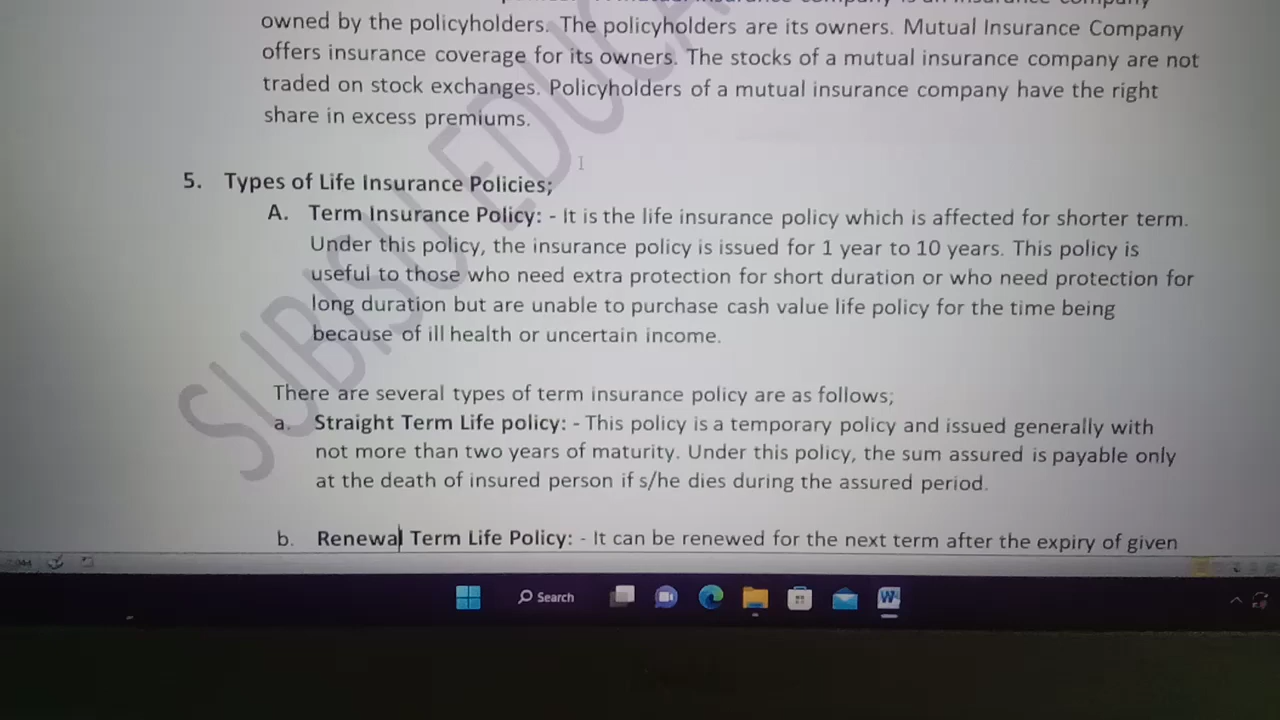 owned by the policyholders. The policyholders are its owners. Mutual Insurance Company
offers insurance coverage for its owners. The stocks of a mutual insurance company are not
traded on stock exchanges. Policyholders of a mutual insurance company have the right
share in excess premiums.
5. Types of Life Insurance Policies;
A. Term Insurance Policy: - It is the life insurance policy which is affected for shorter term.
Under this policy, the insurance policy is issued for 1 year to 10 years. This policy is
useful to those who need extra protection for short duration or who need protection for
long duration but are unable to purchase cash value life policy for the time being
because of ill health or uncertain income.
There are several types of term insurance policy are as follows;
a. Straight Term Life policy: - This policy is a temporary policy and issued generally with
not more than two years of maturity. Under this policy, the sum assured is payable only
at the death of insured person if s/he dies during the assured period.
b. Renewal Term Life Policy: - It can be renewed for the next term after the expiry of given
SUBISU
Search